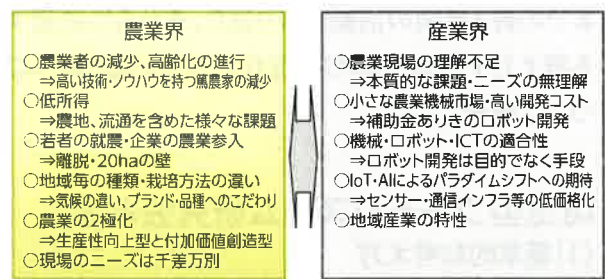 農業界
○農業者の減少、高齢化の進行
⇒高い技術・ノウハウを持つ篤農家の減少
○低所得
⇒農地、流通を含めた様々な課題
○若者の就農・企業の農業参入
⇒離脱・20haの壁
○地域毎の種類・栽培方法の違い
⇒気候の違い、ブランド・品種へのこだわり
○農業の2極化
⇒生産性向上型と付加価値創造型
○現場のニーズは千差万別
産業界
○農業現場の理解不足
⇒本質的な課題・ニーズの無理解
○小さな農業機械市場・高い開発コスト
⇒補助金ありきのロボット開発
○機械・ロボット・ICTの適合性
⇒ロボット開発は目的でなく手段
○IoT・AIによるパラダイムシフトへの期待
⇒センサー・通信インフラ等の低価格化
○地域産業の特性